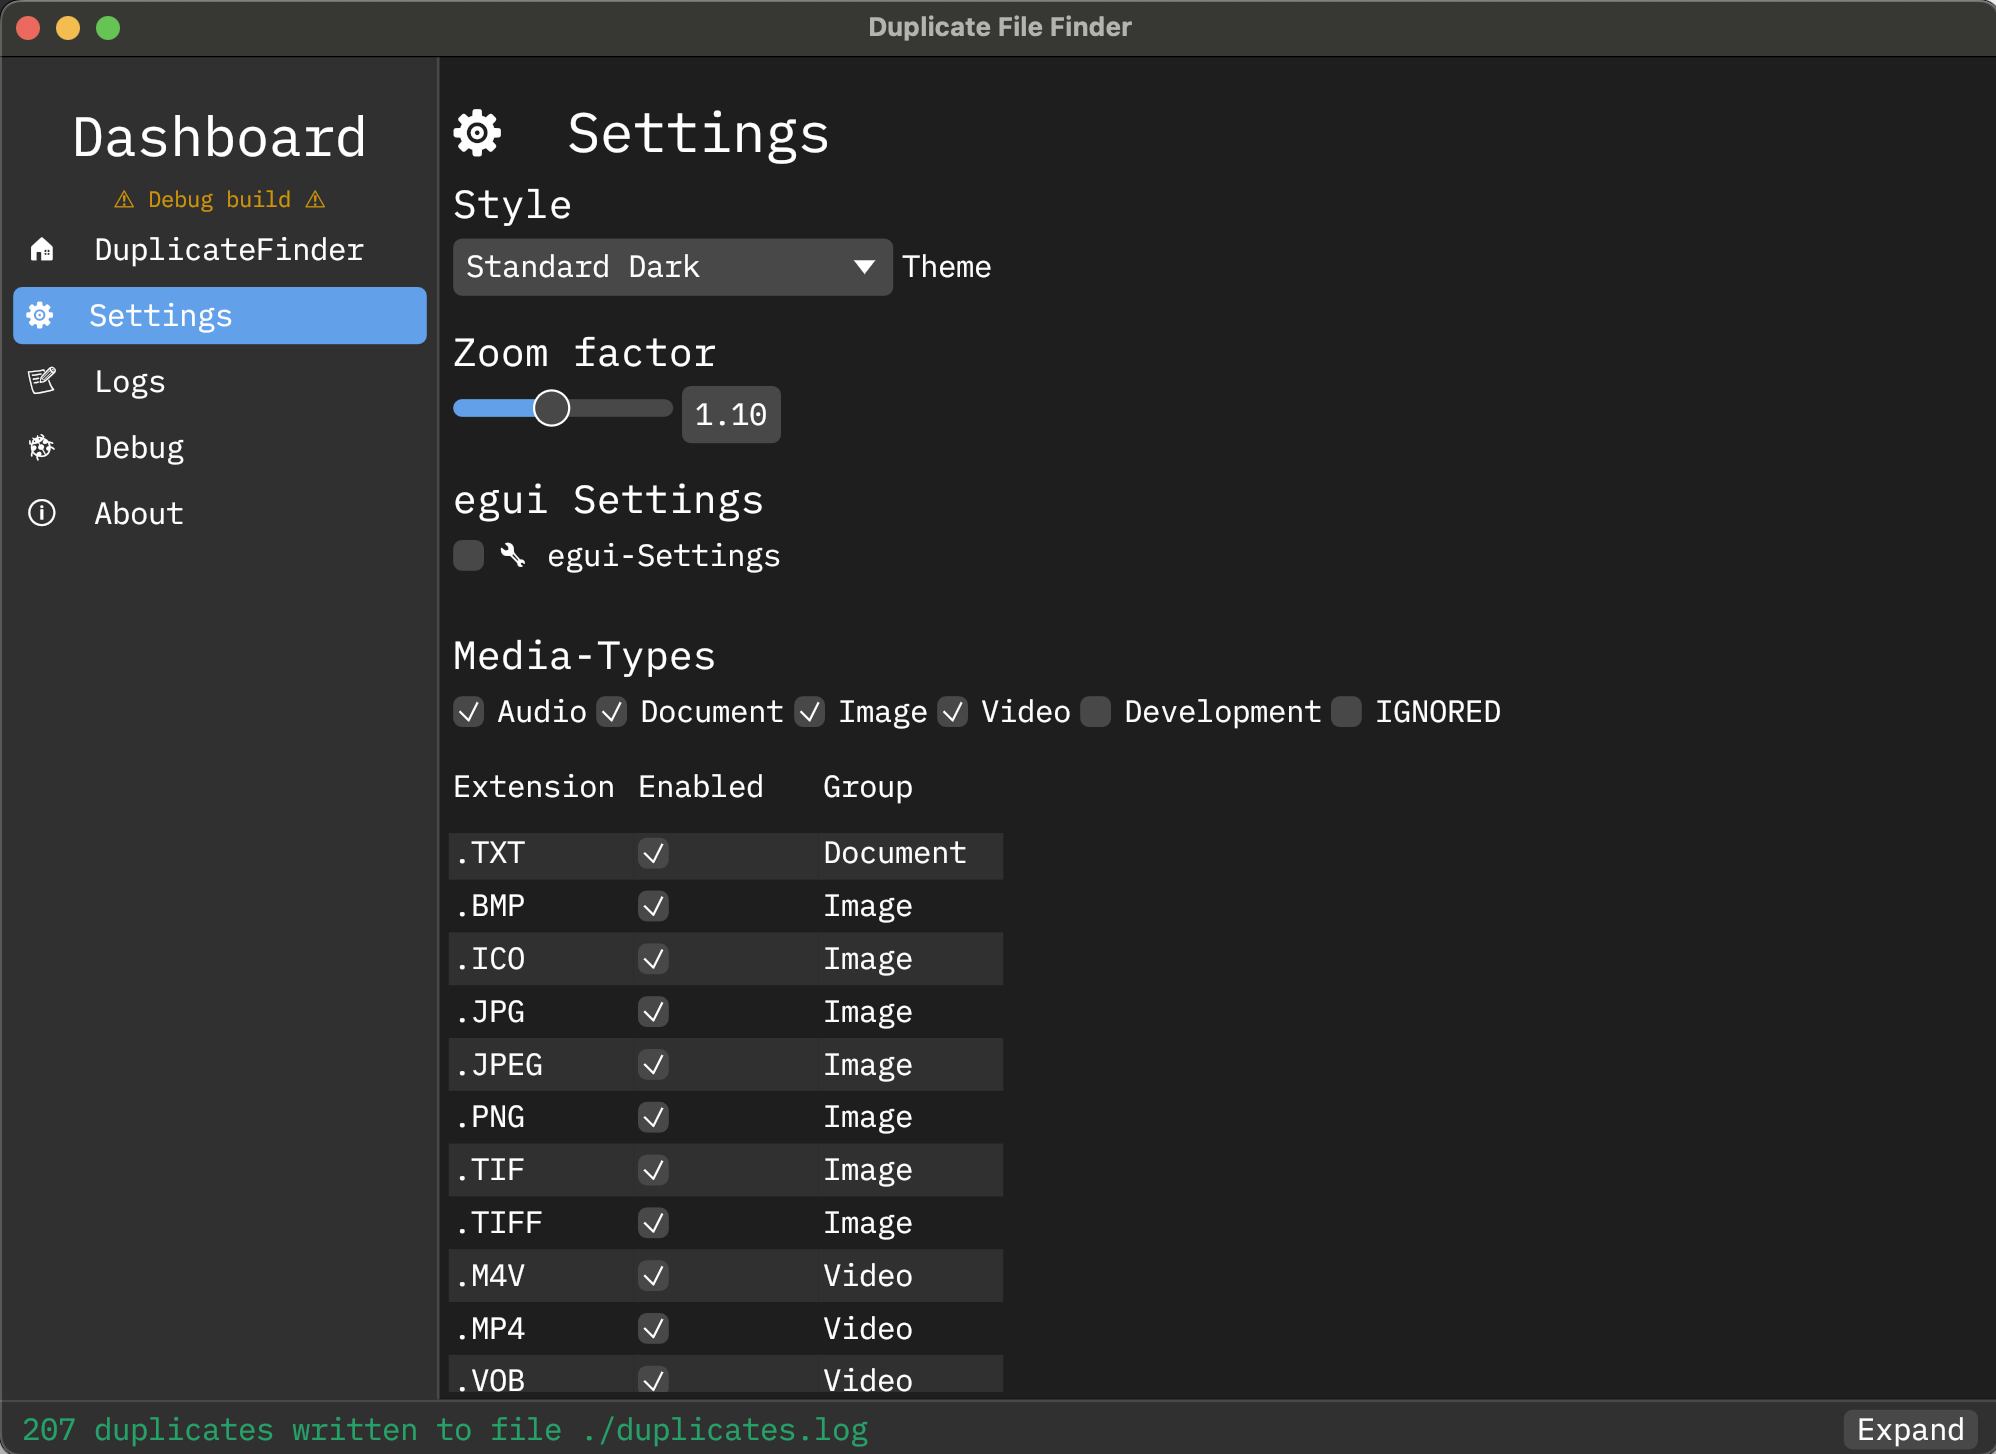 Duplicate File Finder
Dashboard
⚠ Debug build ⚠
DuplicateFinder
Settings
Logs
Debug
About
Settings
Style
Standard Dark Theme
Zoom factor
1.10
egui Settings
egui-Settings
Media-Types
Audio Document Image Video Development IGNORED
Extension Enabled Group
.TXT Document
.BMP Image
.ICO Image
.JPG Image
.JPEG Image
.PNG Image
.TIF Image
.TIFF Image
.M4V Video
.MP4 Video
.VOB Video
207 duplicates written to file ./duplicates.log
Expand